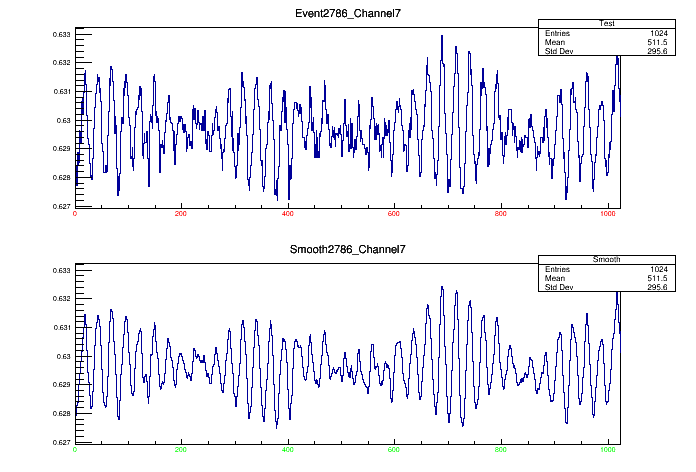 Event2786_Channel7
Test
Entries 1024
Mean 511.5
Std Dev 295.6
0.633
0.632
0.631
0.63
0.629
0.628
0.627
0 200 400 600 800 1000
Smooth2786_Channel7
Smooth
Entries 1024
Mean 511.5
Std Dev 295.6
0.633
0.632
0.631
0.63
0.629
0.628
0.627
0 200 400 600 800 1000